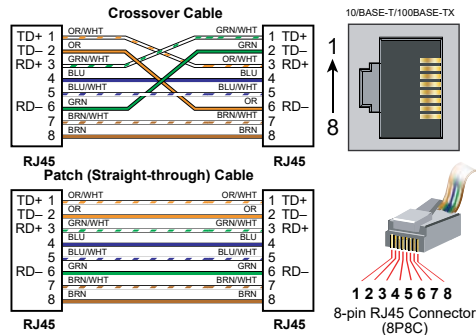 Crossover Cable
TD+ 1 OR/WHT GRN/WHT 1 TD+
TD– 2 OR GRN 2 TD–
RD+ 3 GRN/WHT OR/WHT 3 RD+
4 BLU BLU 4
5 BLU/WHT BLU/WHT 5
RD– 6 GRN OR 6 RD–
7 BRN/WHT BRN/WHT 7
8 BRN BRN 8
RJ45 RJ45
10/BASE-T/100BASE-TX
1
8
Patch (Straight-through) Cable
TD+ 1 OR/WHT OR/WHT 1 TD+
TD– 2 OR OR 2 TD–
RD+ 3 GRN/WHT GRN/WHT 3 RD+
4 BLU BLU 4
5 BLU/WHT BLU/WHT 5
RD– 6 GRN GRN 6 RD–
7 BRN/WHT BRN/WHT 7
8 BRN BRN 8
RJ45 RJ45
1 2 3 4 5 6 7 8
8-pin RJ45 Connector
(8P8C)